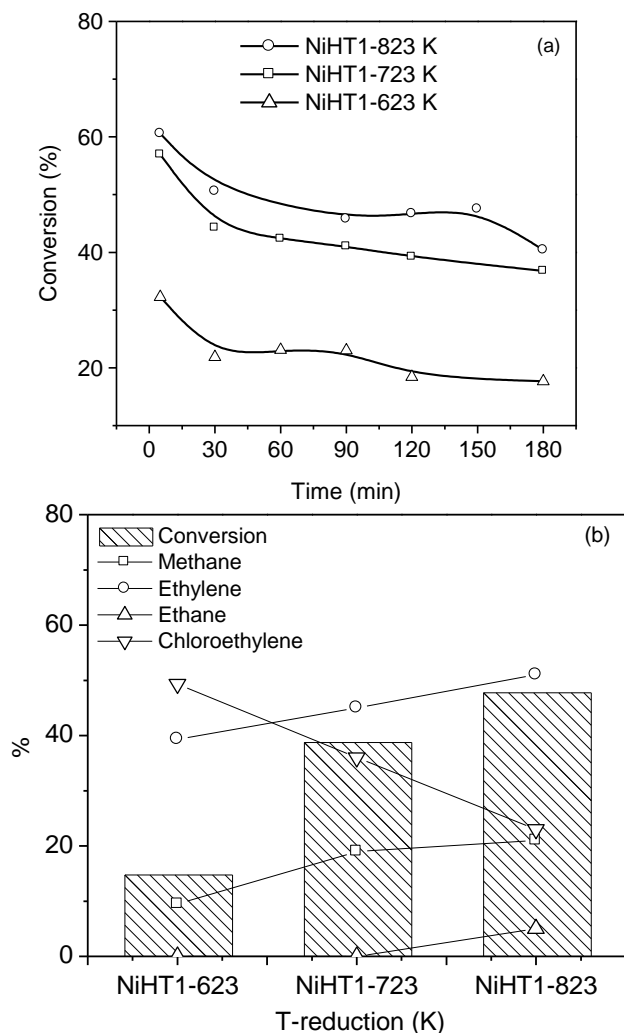 80
(a)
NiHT1-823 K
NiHT1-723 K
NiHT1-623 K
60
40
20
Conversion (%)
0 30 60 90 120 150 180
Time (min)
80
(b)
Conversion
Methane
Ethylene
Ethane
Chloroethylene
60
40
20
0
%
NiHT1-623 NiHT1-723 NiHT1-823
T-reduction (K)